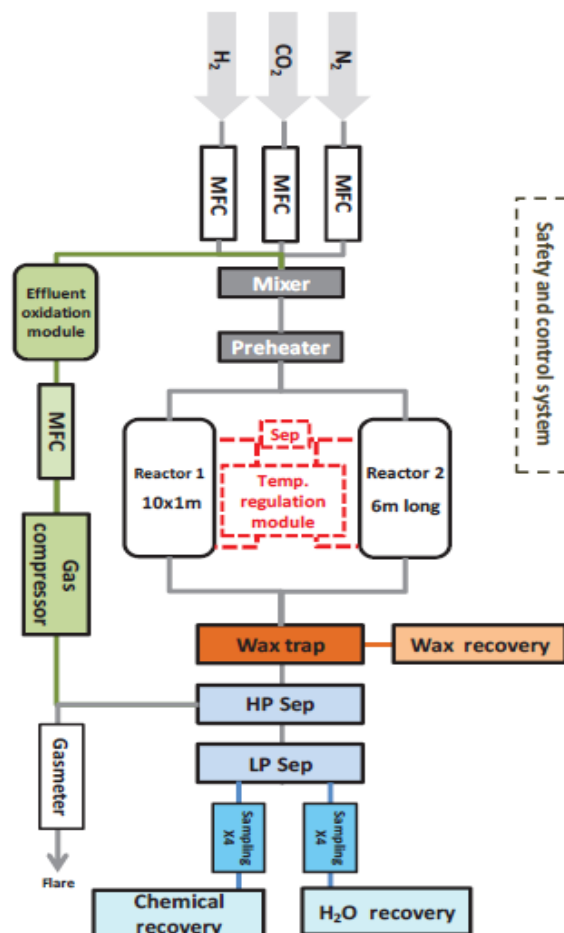 H₂
CO₂
N₂
MFC
MFC
MFC
Safety and control system
Mixer
Effluent
oxidation
module
Preheater
MFC
Sep
Reactor 1
10x1m
Temp.
regulation
module
Reactor 2
6m long
Gas
compressor
Wax trap
Wax recovery
HP Sep
Gasmeter
LP Sep
Sampling
X4
Sampling
X4
Flare
Chemical
recovery
H₂O recovery